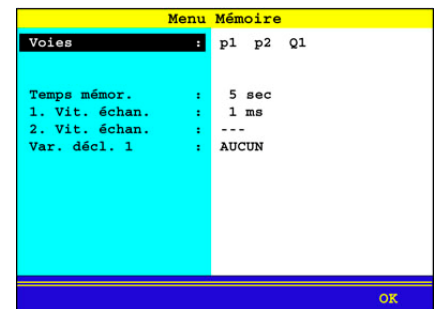 Menu Mémoire
Voies : p1 p2 Q1
Temps mémor. : 5 sec
1. Vit. échan. : 1 ms
2. Vit. échan. : ---
Var. décl. 1 : AUCUN
OK